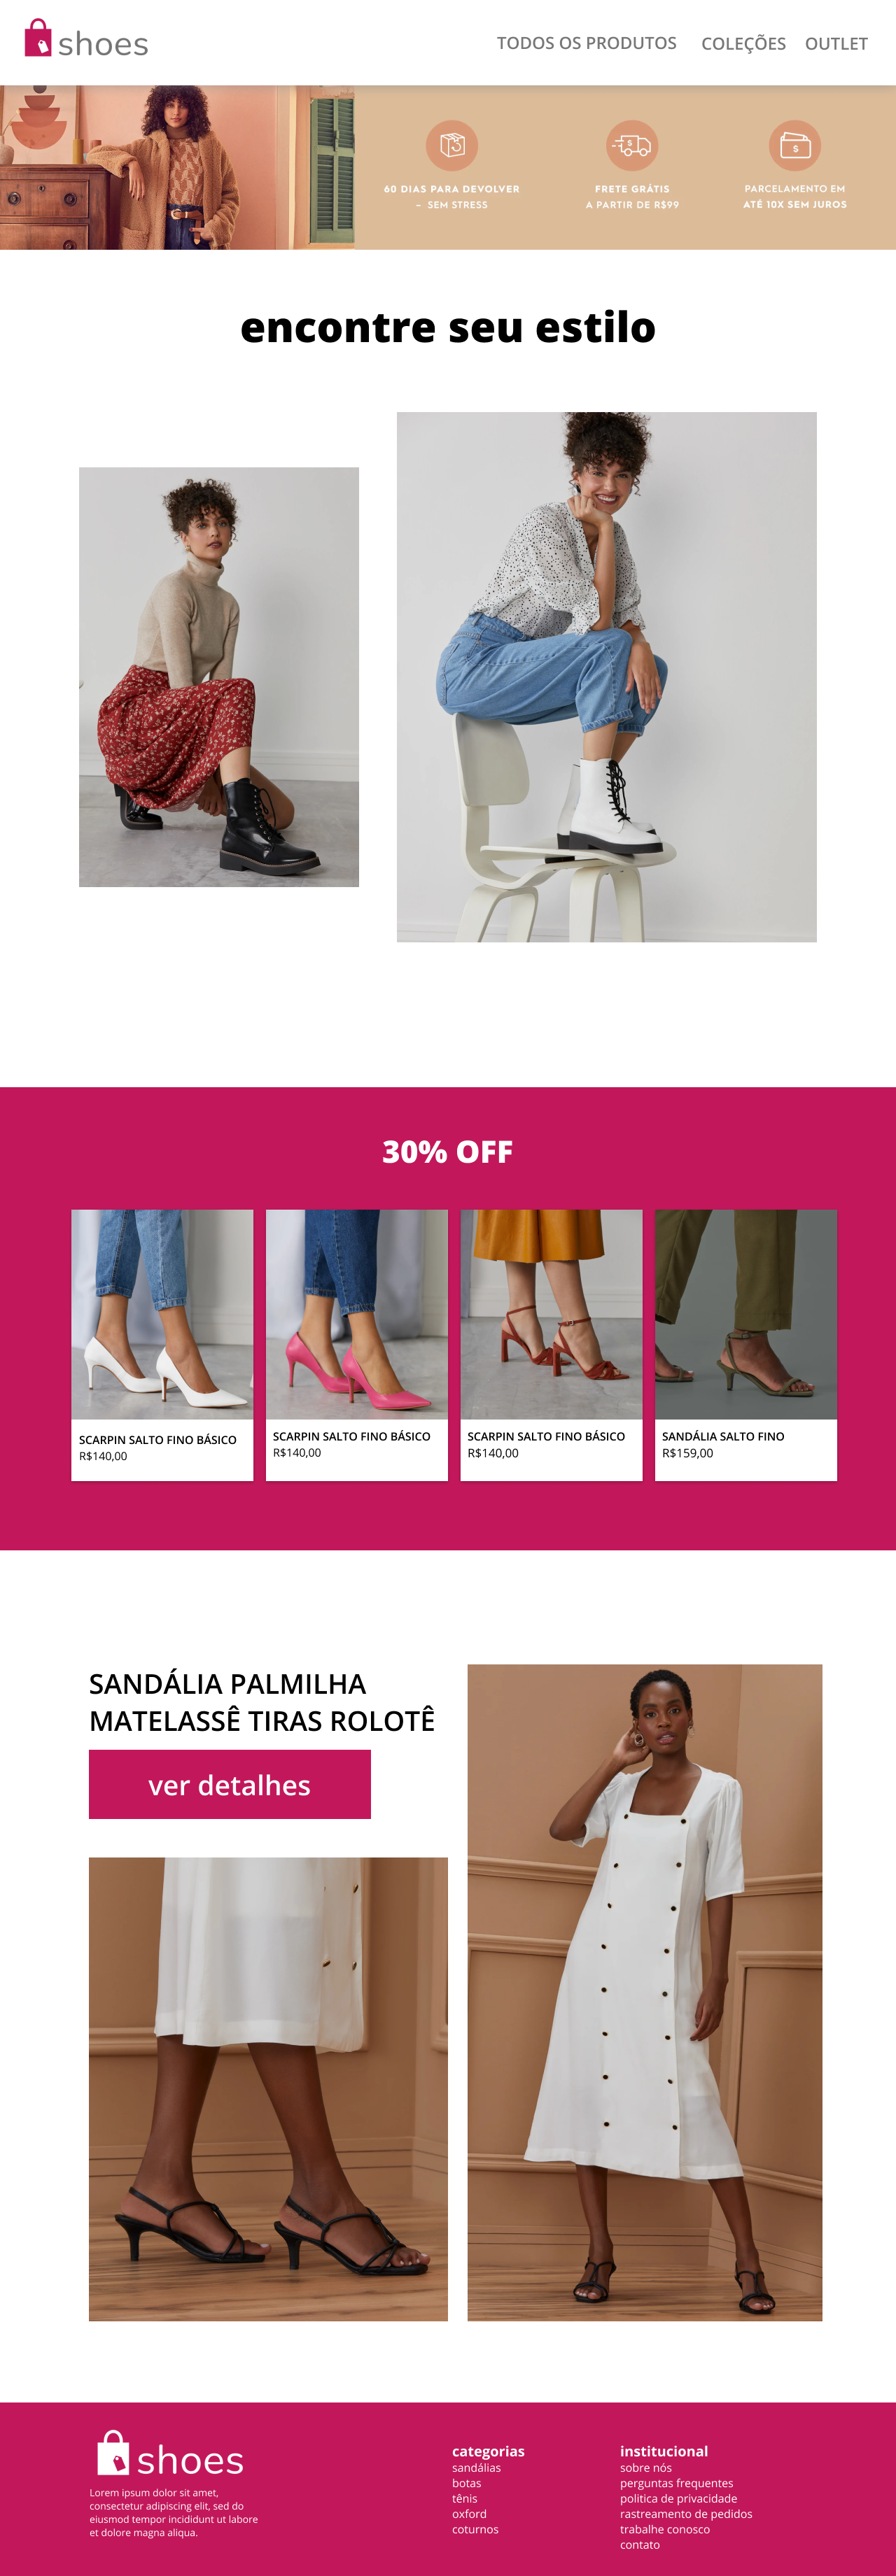 shoes
TODOS OS PRODUTOS COLEÇÕES OUTLET
60 DIAS PARA DEVOLVER
- SEM STRESS
FRETE GRÁTIS
A PARTIR DE R$99
PARCELAMENTO EM
ATÉ 10X SEM JUROS
encontre seu estilo
30% OFF
SCARPIN SALTO FINO BÁSICO
R$140,00
SCARPIN SALTO FINO BÁSICO
R$140,00
SCARPIN SALTO FINO BÁSICO
R$140,00
SANDÁLIA SALTO FINO
R$159,00
SANDÁLIA PALMILHA
MATELASSÊ TIRAS ROLOTÊ
ver detalhes
shoes
Lorem ipsum dolor sit amet,
consectetur adipiscing elit, sed do
eiusmod tempor incididunt ut labore
et dolore magna aliqua.
categorias
sandálias
botas
tênis
oxford
coturnos
institucional
sobre nós
perguntas frequentes
politica de privacidade
rastreamento de pedidos
trabalhe conosco
contato